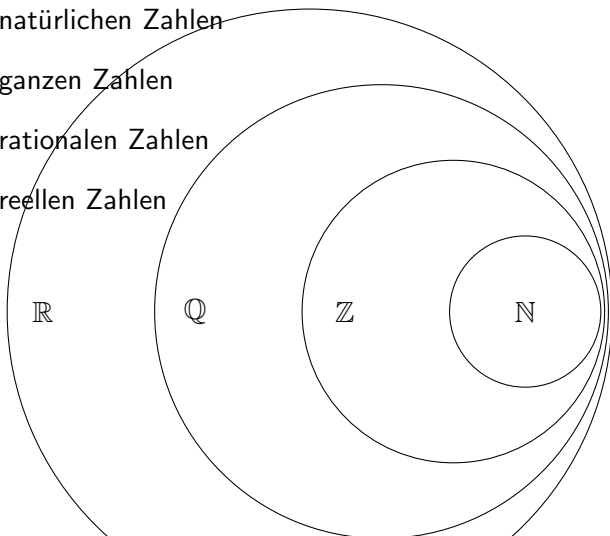 natürlichen Zahlen
ganzen Zahlen
rationalen Zahlen
reellen Zahlen
ℝ ℚ ℤ ℕ